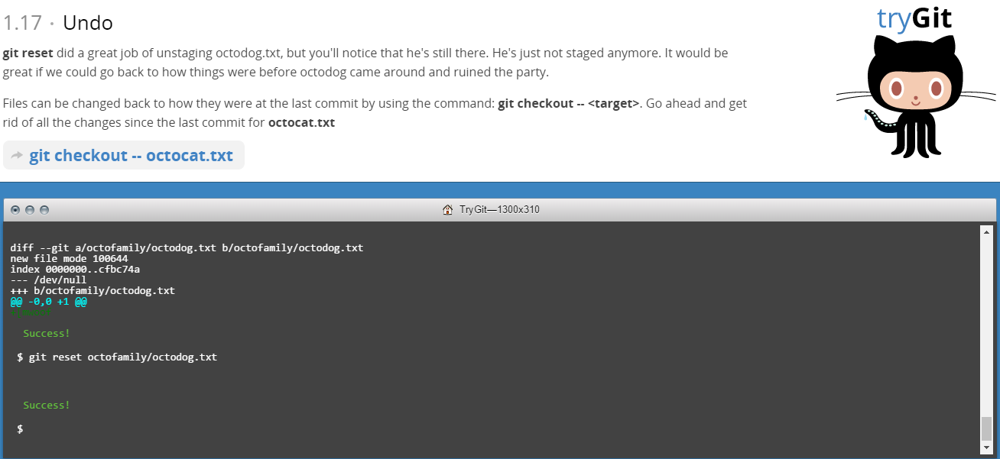 1.17 · Undo
tryGit
git reset did a great job of unstaging octodog.txt, but you'll notice that he's still there. He's just not staged anymore. It would be
great if we could go back to how things were before octodog came around and ruined the party.
Files can be changed back to how they were at the last commit by using the command: git checkout -- <target>. Go ahead and get
rid of all the changes since the last commit for octocat.txt
git checkout -- octocat.txt
TryGit—1300x310
diff --git a/octofamily/octodog.txt b/octofamily/octodog.txt
new file mode 100644
index 0000000..cfbc74a
--- /dev/null
+++ b/octofamily/octodog.txt
@@ -0,0 +1 @@
Success!
$ git reset octofamily/octodog.txt
Success!
$